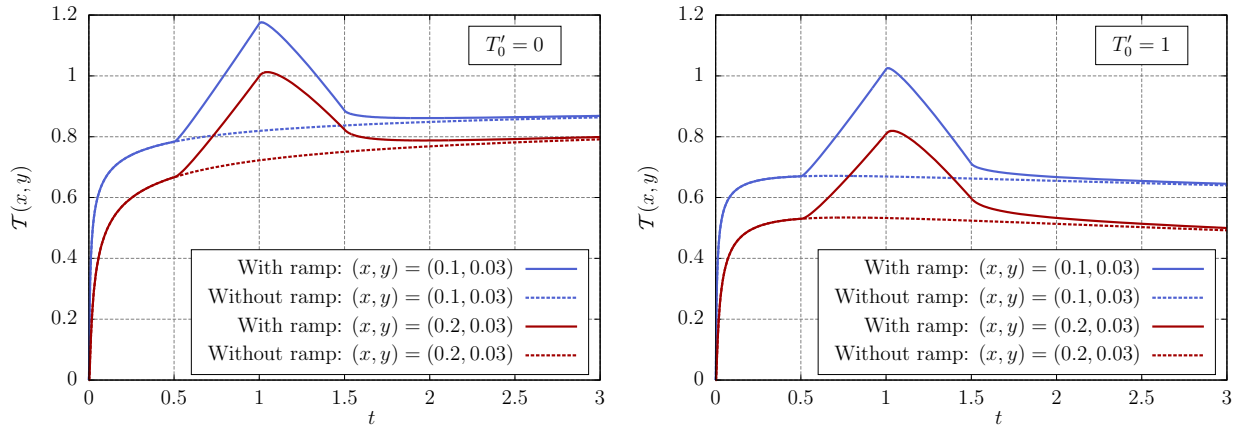 1.2
1
0.8
0.6
0.4
0.2
0
T(x, y)
T′₀ = 0
With ramp: (x, y) = (0.1, 0.03)
Without ramp: (x, y) = (0.1, 0.03)
With ramp: (x, y) = (0.2, 0.03)
Without ramp: (x, y) = (0.2, 0.03)
0 0.5 1 1.5 2 2.5 3
t
1.2
1
0.8
0.6
0.4
0.2
0
T(x, y)
T′₀ = 1
With ramp: (x, y) = (0.1, 0.03)
Without ramp: (x, y) = (0.1, 0.03)
With ramp: (x, y) = (0.2, 0.03)
Without ramp: (x, y) = (0.2, 0.03)
0 0.5 1 1.5 2 2.5 3
t